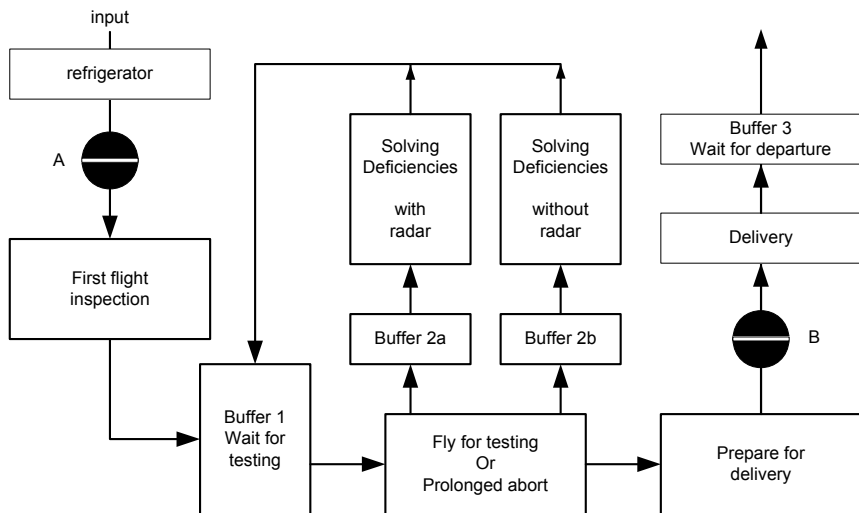 input
refrigerator
A
First flight
inspection
Buffer 1
Wait for
testing
Solving
Deficiencies
with
radar
Solving
Deficiencies
without
radar
Buffer 2a
Buffer 2b
Fly for testing
Or
Prolonged abort
Buffer 3
Wait for departure
Delivery
B
Prepare for
delivery